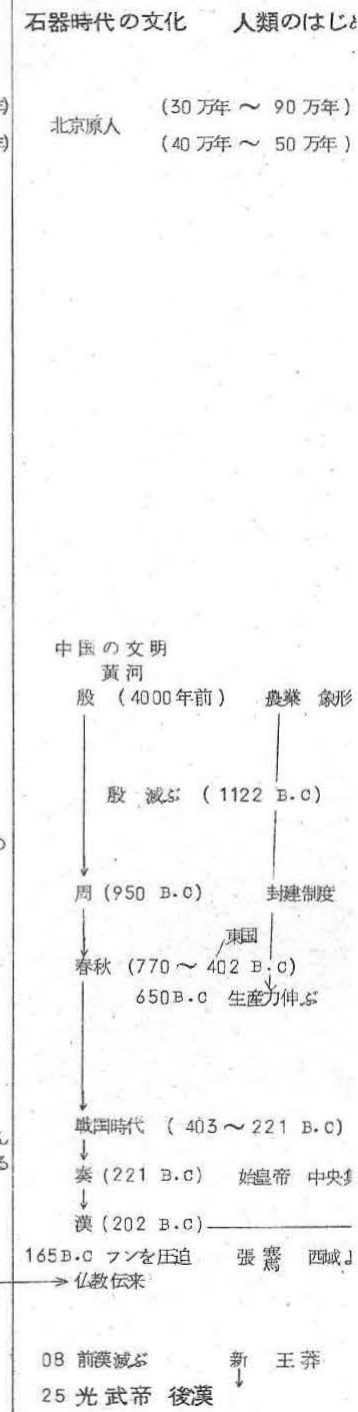 石器時代の文化 人類のはじ
北京原人 (30万年 〜 90万年)
(40万年 〜 50万年)
中国の文明
黄河
殷 (4000年前) 農業 象形
殷 滅ぶ (1122 B.C)
の
周 (950 B.C) 封建制度
東国
春秋 (770 〜 402 B.C)
650B.C 生産力伸ぶ
戦国時代 (403 〜 221 B.C)
る
秦 (221 B.C) 始皇帝 中央
漢 (202 B.C)
165B.C フンを圧迫 張騫 西域
仏教伝来
08 前漢滅ぶ 新 王莽
25 光武帝 後漢